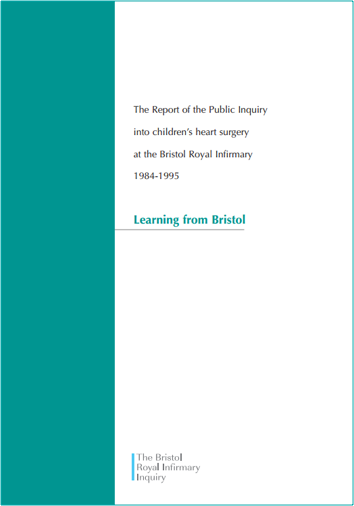 The Report of the Public Inquiry
into children's heart surgery
at the Bristol Royal Infirmary
1984-1995
Learning from Bristol
The Bristol
Royal Infirmary
Inquiry